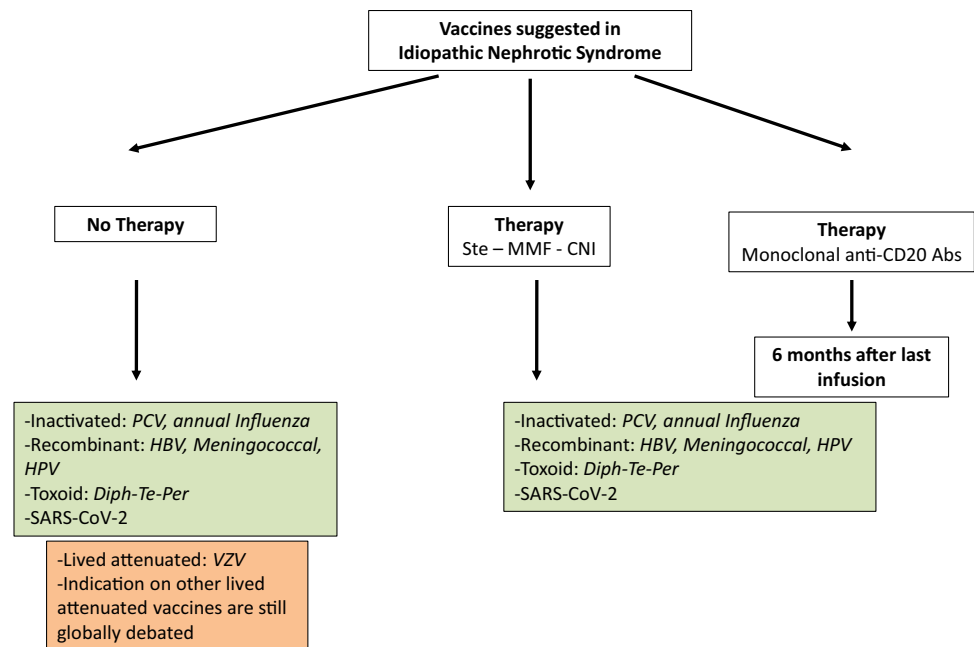 Vaccines suggested in
Idiopathic Nephrotic Syndrome
No Therapy
Therapy
Ste – MMF - CNI
Therapy
Monoclonal anti-CD20 Abs
6 months after last
infusion
-Inactivated: PCV, annual Influenza
-Recombinant: HBV, Meningococcal,
HPV
-Toxoid: Diph-Te-Per
-SARS-CoV-2
-Lived attenuated: VZV
-Indication on other lived
attenuated vaccines are still
globally debated
-Inactivated: PCV, annual Influenza
-Recombinant: HBV, Meningococcal, HPV
-Toxoid: Diph-Te-Per
-SARS-CoV-2